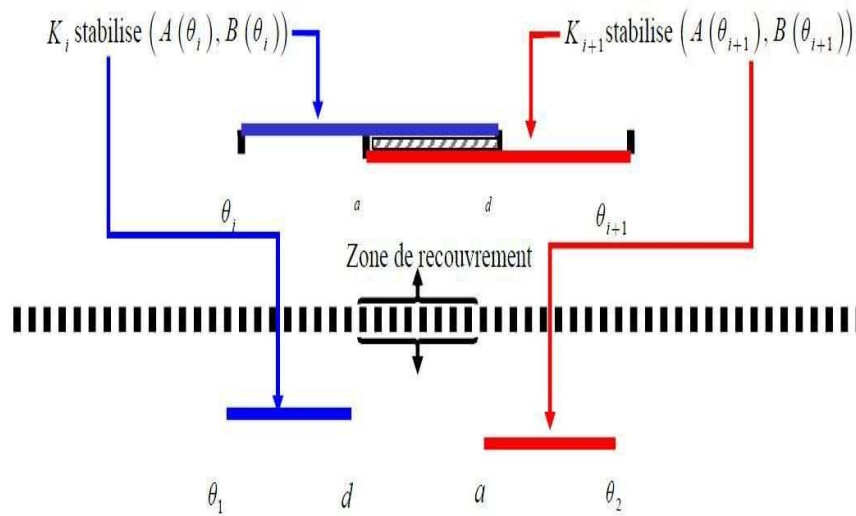 K_i stabilise (A(θ_i), B(θ_i)) K_{i+1} stabilise (A(θ_{i+1}), B(θ_{i+1}))
θ_i a d θ_{i+1}
Zone de recouvrement
θ_1 d a θ_2